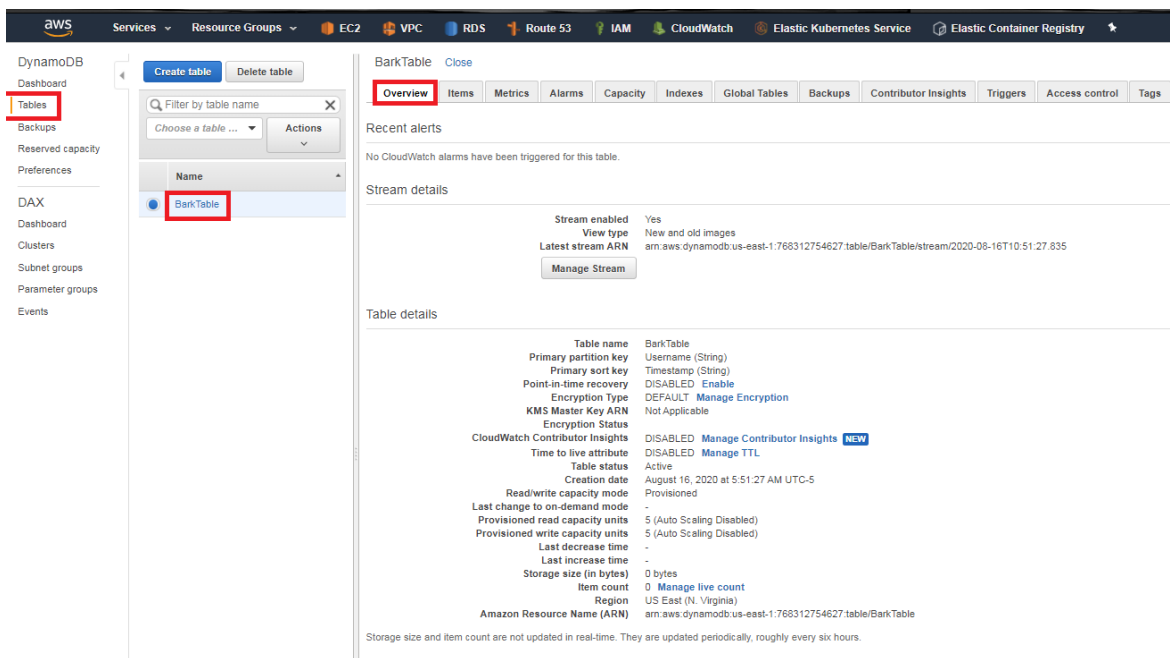 aws Services Resource Groups EC2 VPC RDS Route 53 IAM CloudWatch Elastic Kubernetes Service Elastic Container Registry
DynamoDB
Dashboard
Tables
Backups
Reserved capacity
Preferences
DAX
Dashboard
Clusters
Subnet groups
Parameter groups
Events
Create table Delete table
Filter by table name X
Choose a table ... Actions
Name
BarkTable
BarkTable Close
Overview Items Metrics Alarms Capacity Indexes Global Tables Backups Contributor Insights Triggers Access control Tags
Recent alerts
No CloudWatch alarms have been triggered for this table.
Stream details
Stream enabled Yes
View type New and old images
Latest stream ARN arn:aws:dynamodb:us-east-1:768312754627:table/BarkTable/stream/2020-08-16T10:51:27.835
Manage Stream
Table details
Table name BarkTable
Primary partition key Username (String)
Primary sort key Timestamp (String)
Point-in-time recovery DISABLED Enable
Encryption Type DEFAULT Manage Encryption
KMS Master Key ARN Not Applicable
Encryption Status
CloudWatch Contributor Insights DISABLED Manage Contributor Insights NEW
Time to live attribute DISABLED Manage TTL
Table status Active
Creation date August 16, 2020 at 5:51:27 AM UTC-5
Read/write capacity mode Provisioned
Last change to on-demand mode -
Provisioned read capacity units 5 (Auto Scaling Disabled)
Provisioned write capacity units 5 (Auto Scaling Disabled)
Last decrease time -
Last increase time -
Storage size (in bytes) 0 bytes
Item count 0 Manage live count
Region US East (N. Virginia)
Amazon Resource Name (ARN) arn:aws:dynamodb:us-east-1:768312754627:table/BarkTable
Storage size and item count are not updated in real-time. They are updated periodically, roughly every six hours.